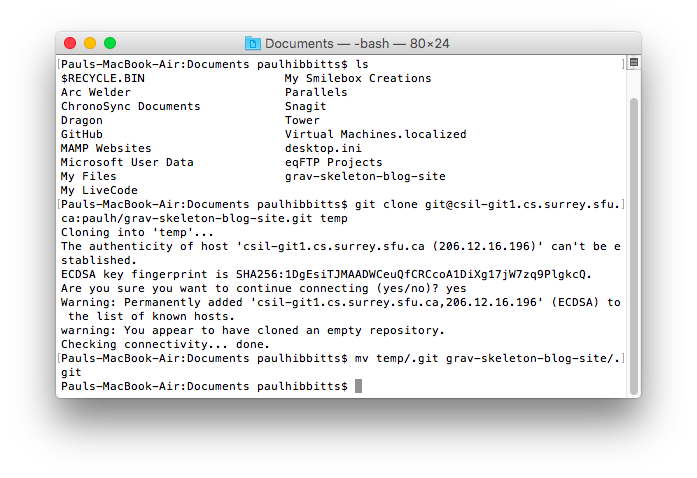 Documents — -bash — 80×24
[Pauls-MacBook-Air:Documents paulhibbitts$ ls ]
$RECYCLE.BIN My Smilebox Creations
Arc Welder Parallels
ChronoSync Documents Snagit
Dragon Tower
GitHub Virtual Machines.localized
MAMP Websites desktop.ini
Microsoft User Data eqFTP Projects
My Files grav-skeleton-blog-site
My LiveCode
[Pauls-MacBook-Air:Documents paulhibbitts$ git clone git@csil-git1.cs.surrey.sfu.]
ca:paulh/grav-skeleton-blog-site.git temp
Cloning into 'temp'...
The authenticity of host 'csil-git1.cs.surrey.sfu.ca (206.12.16.196)' can't be e
stablished.
ECDSA key fingerprint is SHA256:1DgEsiTJMAADWCeuQfCRCcoA1DiXg17jW7zq9PlgkcQ.
Are you sure you want to continue connecting (yes/no)? yes
Warning: Permanently added 'csil-git1.cs.surrey.sfu.ca,206.12.16.196' (ECDSA) to
the list of known hosts.
warning: You appear to have cloned an empty repository.
Checking connectivity... done.
[Pauls-MacBook-Air:Documents paulhibbitts$ mv temp/.git grav-skeleton-blog-site/.]
git
Pauls-MacBook-Air:Documents paulhibbitts$